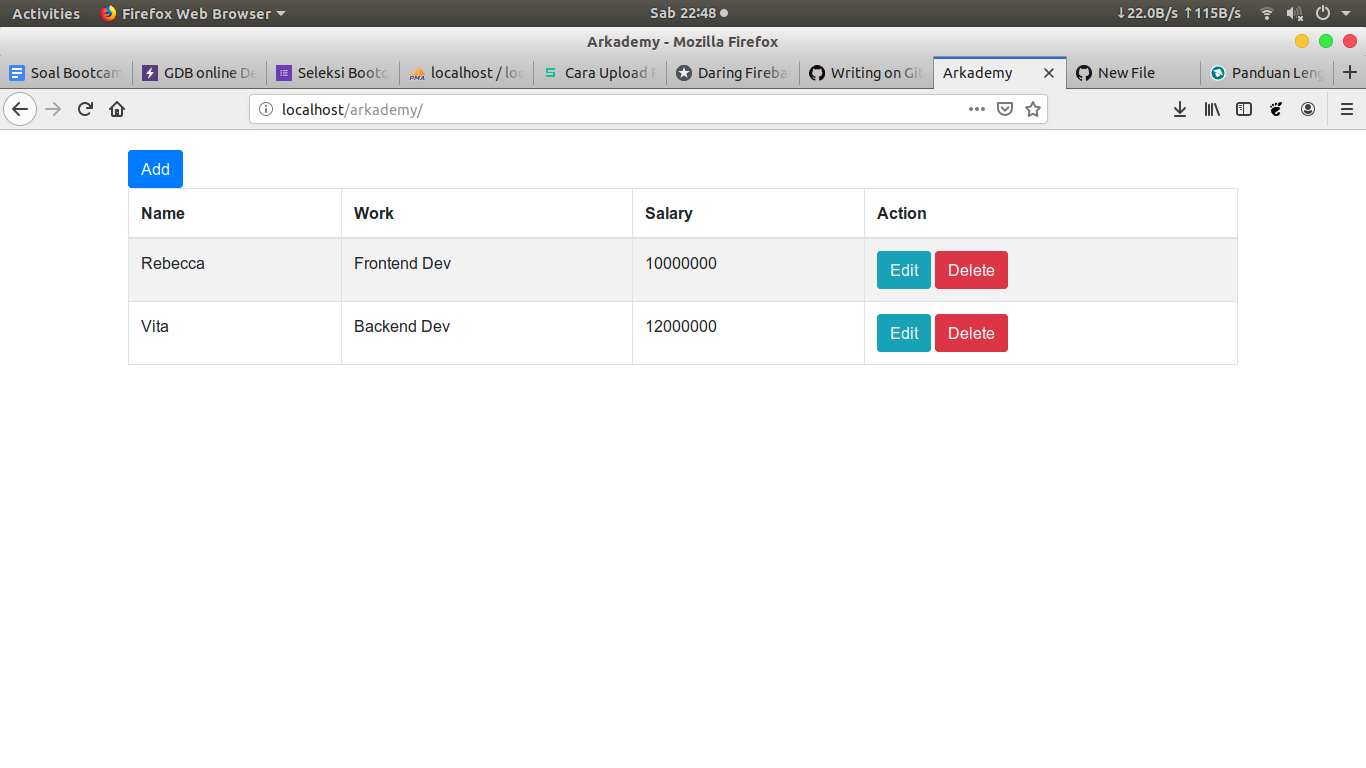 Activities Firefox Web Browser Sab 22:48 ↓22.0B/s ↑115B/s
Arkademy - Mozilla Firefox
Soal Bootcam GDB online De Seleksi Bootc localhost / loc Cara Upload F Daring Fireba Writing on Git Arkademy New File Panduan Leng
localhost/arkademy/
Add
Name Work Salary Action
Rebecca Frontend Dev 10000000 Edit Delete
Vita Backend Dev 12000000 Edit Delete